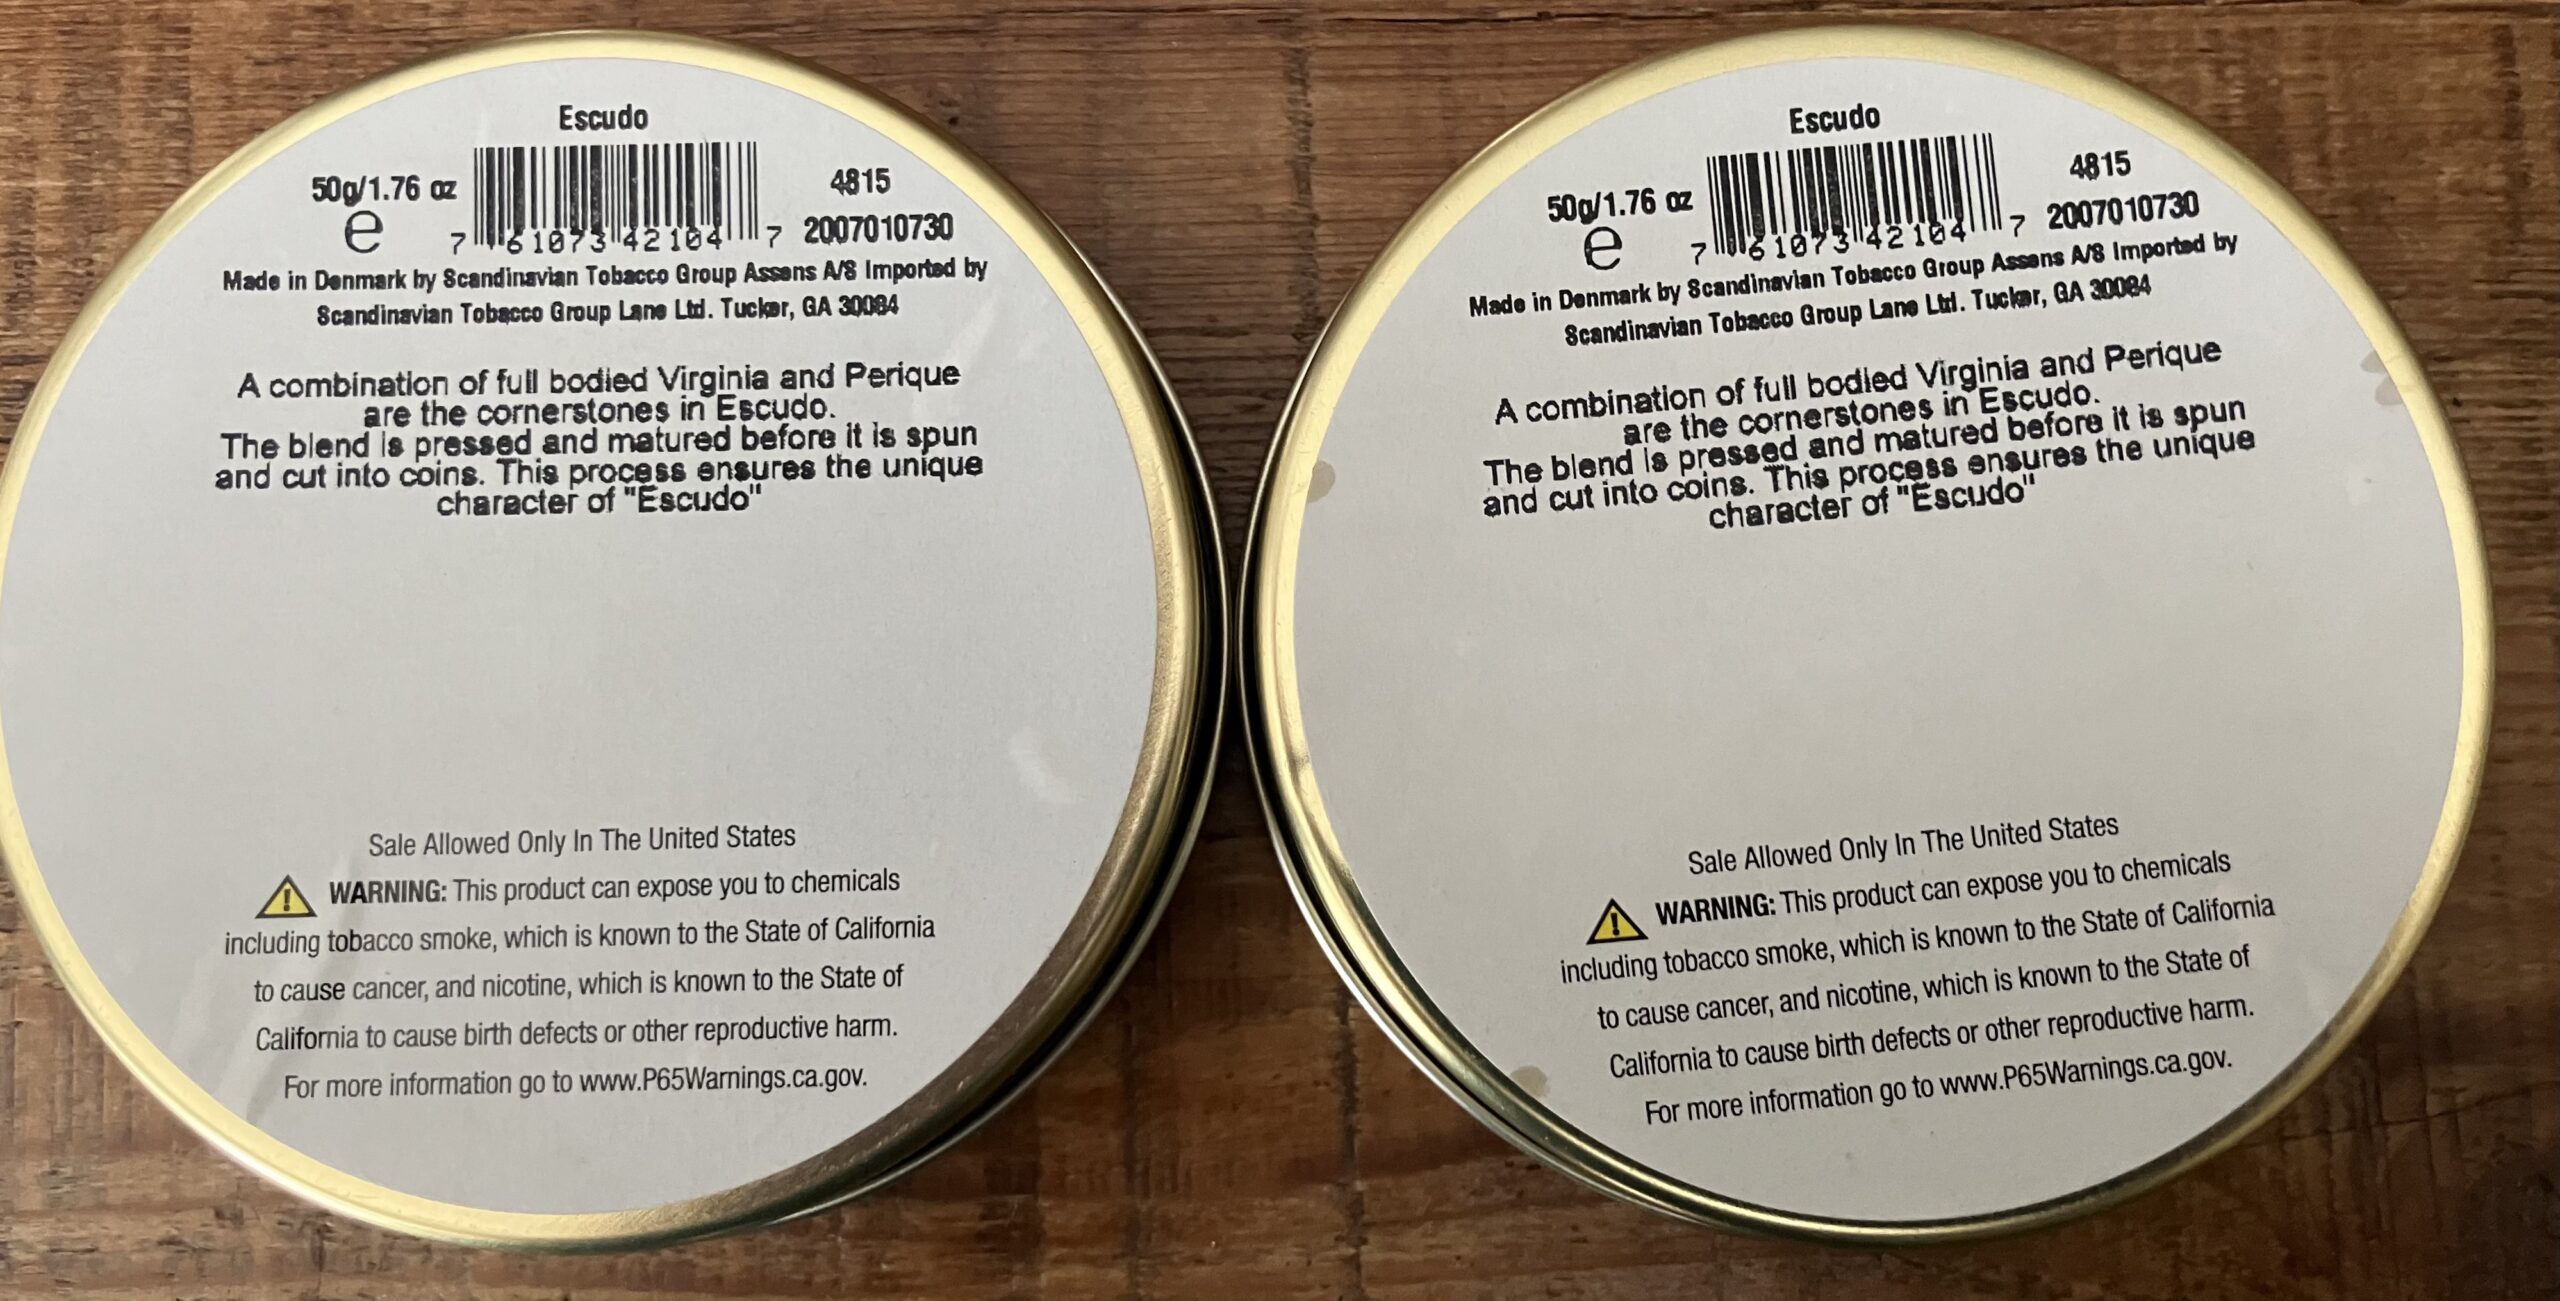 Escudo
50g/1.76 oz
e
7 61073 42104 7
4815
2007010730
Made in Denmark by Scandinavian Tobacco Group Assens A/S Imported by
Scandinavian Tobacco Group Lane Ltd. Tucker, GA 30084
A combination of full bodied Virginia and Perique
are the cornerstones in Escudo.
The blend is pressed and matured before it is spun
and cut into coins. This process ensures the unique
character of "Escudo"
Sale Allowed Only In The United States
WARNING: This product can expose you to chemicals
including tobacco smoke, which is known to the State of California
to cause cancer, and nicotine, which is known to the State of
California to cause birth defects or other reproductive harm.
For more information go to www.P65Warnings.ca.gov.
Escudo
50g/1.76 oz
e
7 61073 42104 7
4815
2007010730
Made in Denmark by Scandinavian Tobacco Group Assens A/S Imported by
Scandinavian Tobacco Group Lane Ltd. Tucker, GA 30084
A combination of full bodied Virginia and Perique
are the cornerstones in Escudo.
The blend is pressed and matured before it is spun
and cut into coins. This process ensures the unique
character of "Escudo"
Sale Allowed Only In The United States
WARNING: This product can expose you to chemicals
including tobacco smoke, which is known to the State of California
to cause cancer, and nicotine, which is known to the State of
California to cause birth defects or other reproductive harm.
For more information go to www.P65Warnings.ca.gov.